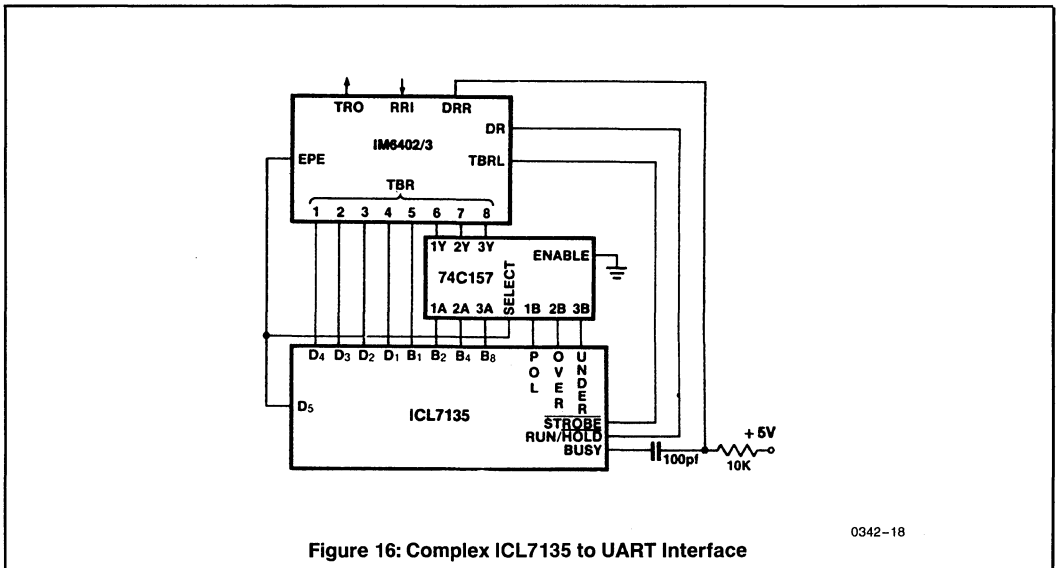 TRO RRI DRR
DR
IM6402/3
EPE
TBRL
TBR
1 2 3 4 5 6 7 8
1Y 2Y 3Y
ENABLE
74C157
SELECT
1A 2A 3A 1B 2B 3B
D4 D3 D2 D1 B1 B2 B4 B8
POL
OVER
UNDER
D5
ICL7135
STROBE
RUN/HOLD
BUSY
+5V
100pf
10K
0342-18
Figure 16: Complex ICL7135 to UART Interface